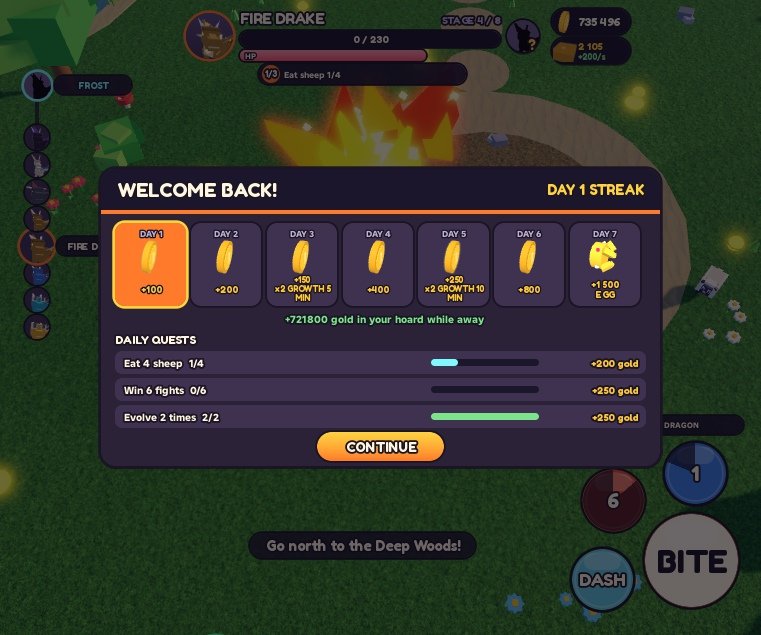 FIRE DRAKE
STAGE 4/8
735 496
0 / 230
2 105
+200/s
HP
1/3 Eat sheep 1/4
?
FROST
WELCOME BACK!
DAY 1 STREAK
DAY 1
DAY 2
DAY 3
DAY 4
DAY 5
DAY 6
DAY 7
+100
+200
+150
x2 GROWTH 5
MIN
+400
+250
x2 GROWTH 10
MIN
+800
+1 500
EGG
FIRE D
+721800 gold in your hoard while away
DAILY QUESTS
Eat 4 sheep 1/4
+200 gold
Win 6 fights 0/6
+250 gold
Evolve 2 times 2/2
+250 gold
CONTINUE
DRAGON
1
6
Go north to the Deep Woods!
BITE
DASH